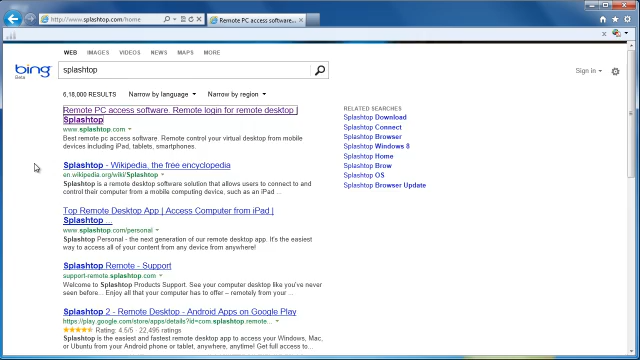 http://www.splashtop.com/home
Remote PC access software...
WEB IMAGES VIDEOS NEWS MAPS MORE
bing
Beta
splashtop
Sign in
6,18,000 RESULTS Narrow by language Narrow by region
Remote PC access software. Remote login for remote desktop |
Splashtop
www.splashtop.com
Best remote pc access software. Remote control your virtual desktop from mobile
devices including iPad, tablets, smartphones.
Splashtop - Wikipedia, the free encyclopedia
en.wikipedia.org/wiki/Splashtop
Splashtop is a remote desktop software solution that allows users to connect to and
control their computer from a mobile computing device, such as an iPad ...
Top Remote Desktop App | Access Computer from iPad |
Splashtop ...
www.splashtop.com/personal
Splashtop Personal - the next generation of our remote desktop app. It's the easiest
way to access all of your content from any device from anywhere!
Splashtop Remote - Support
support-remote.splashtop.com
Welcome to Splashtop Products Support. See your computer desktop like you've
never seen before... Enjoy all that your computer has to offer – remotely from your ...
Splashtop 2 - Remote Desktop - Android Apps on Google Play
https://play.google.com/store/apps/details?id=com.splashtop.remote...
Rating: 4.5/5 · 22,495 ratings
Splashtop is the easiest and fastest remote desktop app to access your Windows, Mac,
or Ubuntu from your Android phone or tablet, anywhere, anytime! Get full access to...
RELATED SEARCHES
Splashtop Download
Splashtop Connect
Splashtop Browser
Splashtop Windows 8
Splashtop Home
Splashtop Brow
Splashtop OS
Splashtop Browser Update